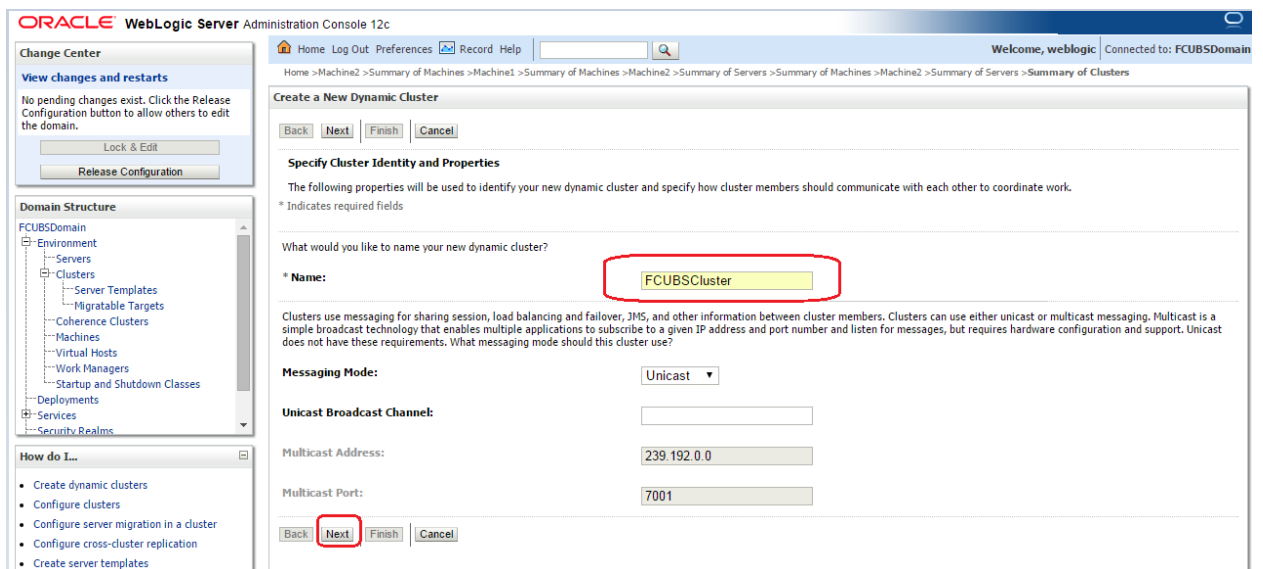 ORACLE WebLogic Server Administration Console 12c
Change Center
View changes and restarts
No pending changes exist. Click the Release
Configuration button to allow others to edit
the domain.
Lock & Edit
Release Configuration
Domain Structure
FCUBSDomain
Environment
Servers
Clusters
Server Templates
Migratable Targets
Coherence Clusters
Machines
Virtual Hosts
Work Managers
Startup and Shutdown Classes
Deployments
Services
Security Realms
How do I...
Create dynamic clusters
Configure clusters
Configure server migration in a cluster
Configure cross-cluster replication
Create server templates
Home Log Out Preferences Record Help
Welcome, weblogic Connected to: FCUBSDomain
Home >Machine2 >Summary of Machines >Machine1 >Summary of Machines >Machine2 >Summary of Servers >Summary of Machines >Machine2 >Summary of Servers >Summary of Clusters
Create a New Dynamic Cluster
Back Next Finish Cancel
Specify Cluster Identity and Properties
The following properties will be used to identify your new dynamic cluster and specify how cluster members should communicate with each other to coordinate work.
* Indicates required fields
What would you like to name your new dynamic cluster?
* Name: FCUBSCluster
Clusters use messaging for sharing session, load balancing and failover, JMS, and other information between cluster members. Clusters can use either unicast or multicast messaging. Multicast is a
simple broadcast technology that enables multiple applications to subscribe to a given IP address and port number and listen for messages, but requires hardware configuration and support. Unicast
does not have these requirements. What messaging mode should this cluster use?
Messaging Mode: Unicast
Unicast Broadcast Channel:
Multicast Address: 239.192.0.0
Multicast Port: 7001
Back Next Finish Cancel